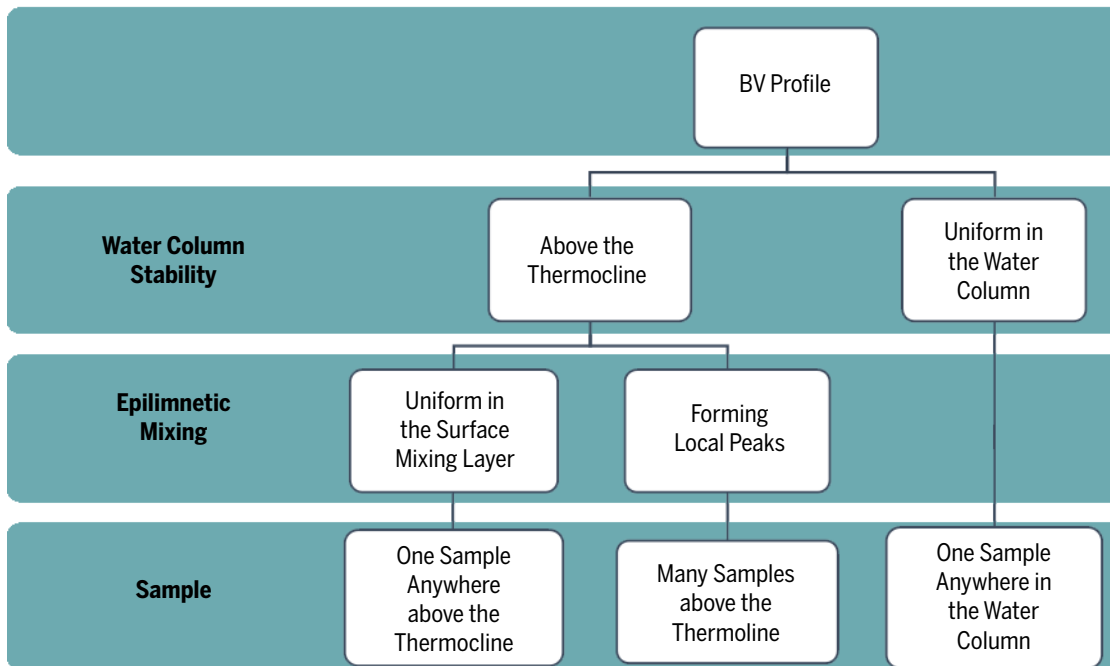 BV Profile
Water Column
Stability
Above the
Thermocline
Uniform in
the Water
Column
Epilimnetic
Mixing
Uniform in
the Surface
Mixing Layer
Forming
Local Peaks
Sample
One Sample
Anywhere
above the
Thermocline
Many Samples
above the
Thermoline
One Sample
Anywhere in
the Water
Column